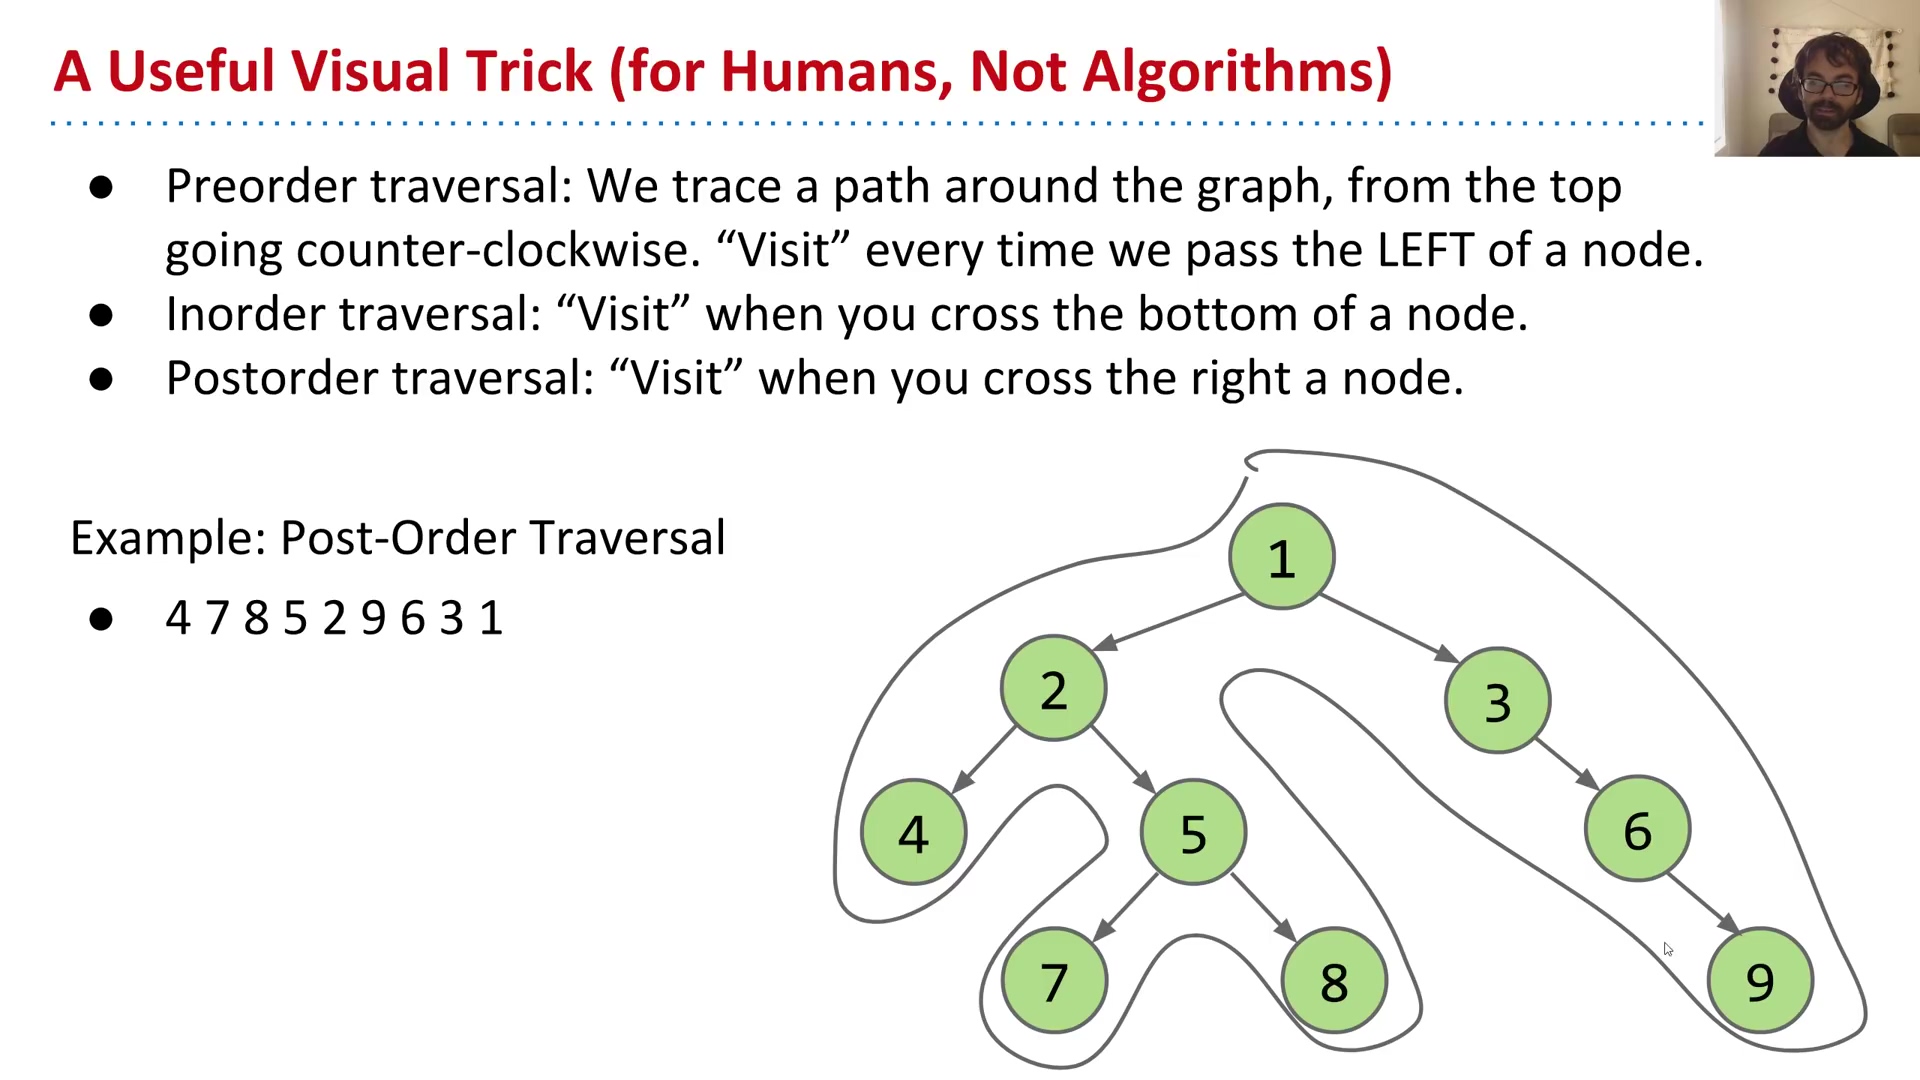 A Useful Visual Trick (for Humans, Not Algorithms)
● Preorder traversal: We trace a path around the graph, from the top
going counter-clockwise. “Visit” every time we pass the LEFT of a node.
● Inorder traversal: “Visit” when you cross the bottom of a node.
● Postorder traversal: “Visit” when you cross the right a node.
Example: Post-Order Traversal
● 4 7 8 5 2 9 6 3 1
1
2
3
4
5
6
7
8
9